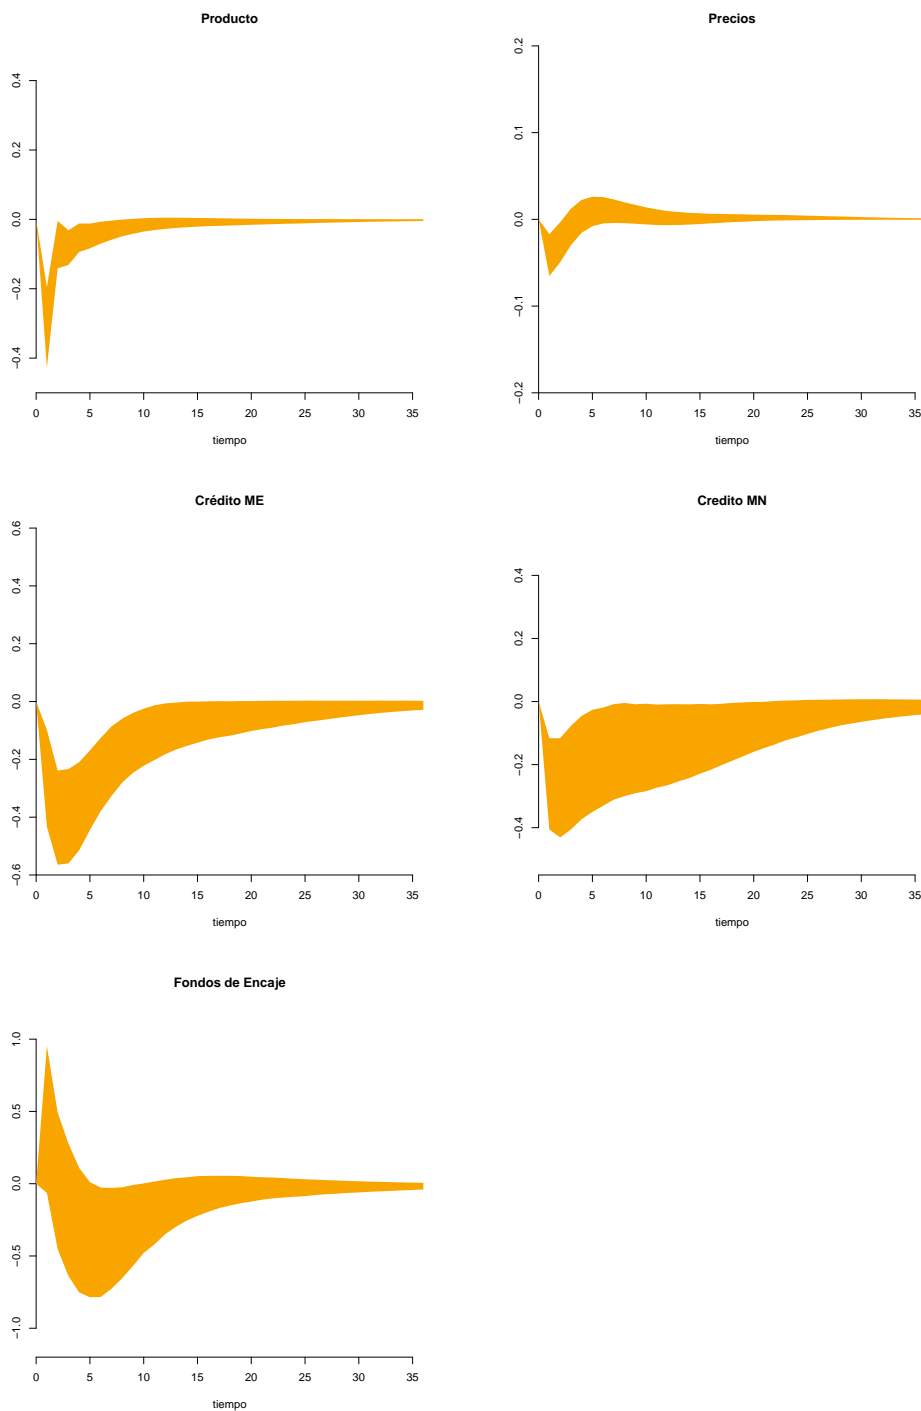 Producto
0.4
0.2
0.0
−0.2
−0.4
0 5 10 15 20 25 30 35
tiempo
Precios
0.2
0.1
0.0
−0.1
−0.2
0 5 10 15 20 25 30 35
tiempo
Crédito ME
0.6
0.4
0.2
0.0
−0.2
−0.4
−0.6
0 5 10 15 20 25 30 35
tiempo
Credito MN
0.4
0.2
0.0
−0.2
−0.4
0 5 10 15 20 25 30 35
tiempo
Fondos de Encaje
1.0
0.5
0.0
−0.5
−1.0
0 5 10 15 20 25 30 35
tiempo